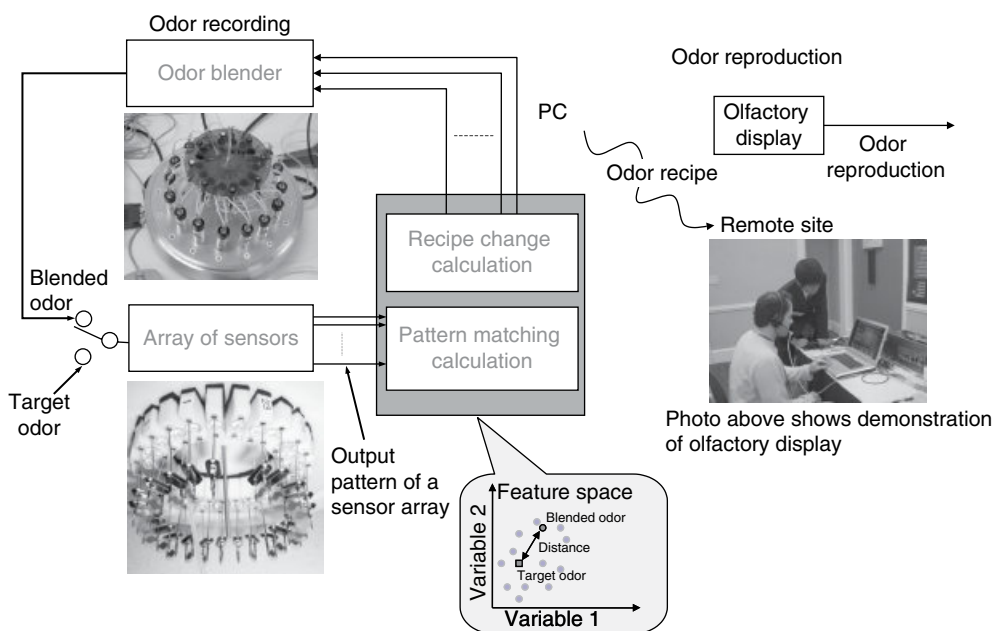 Odor recording
Odor blender
PC
Odor reproduction
Olfactory
display
Odor
reproduction
Odor recipe
Remote site
Recipe change
calculation
Blended
odor
Array of sensors
Pattern matching
calculation
Target
odor
Output
pattern of a
sensor array
Photo above shows demonstration
of olfactory display
Feature space
Blended odor
Distance
Target odor
Variable 2
Variable 1